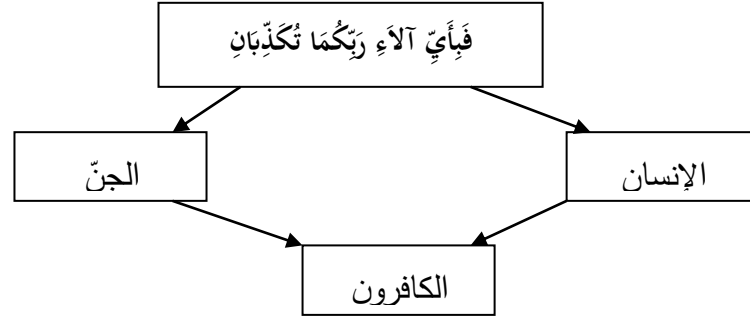 فَبِأَيِّ آلاَءِ رَبِّكُمَا تُكَذِّبَانِ
الإنسان
الجنّ
الكافرون